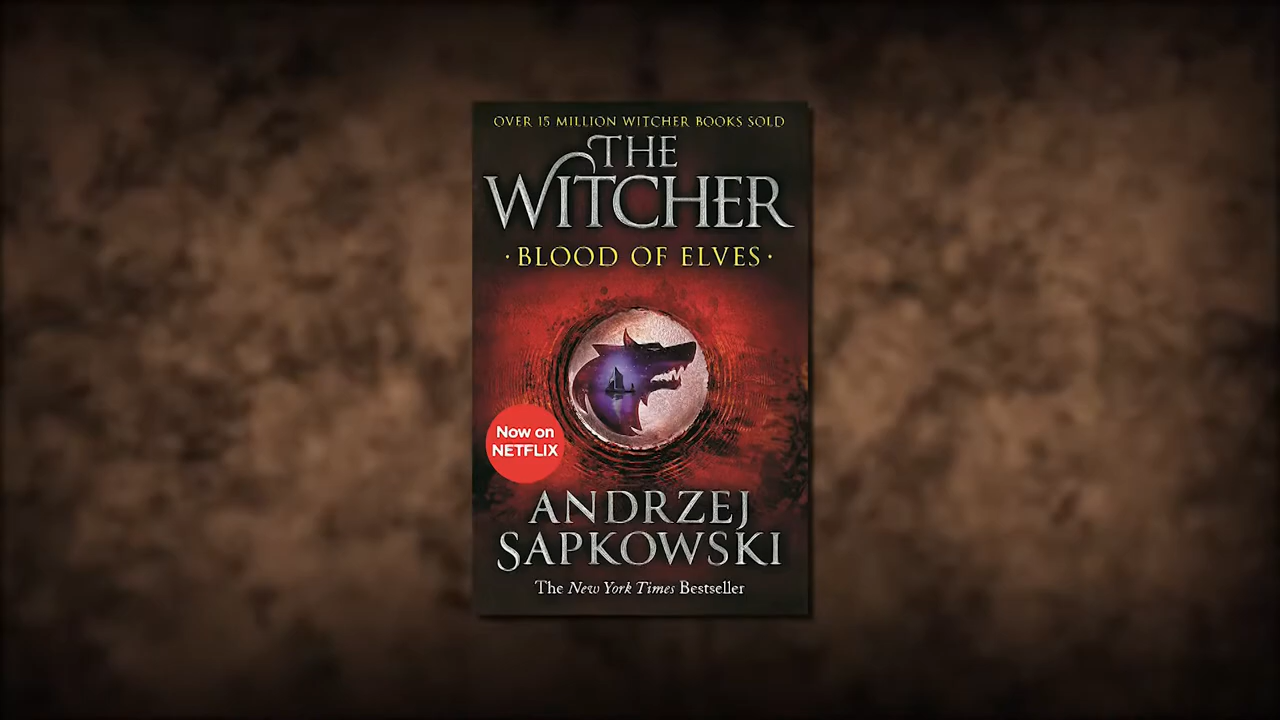 OVER 15 MILLION WITCHER BOOKS SOLD
THE
WITCHER
· BLOOD OF ELVES ·
Now on
NETFLIX
ANDRZEJ
SAPKOWSKI
The New York Times Bestseller